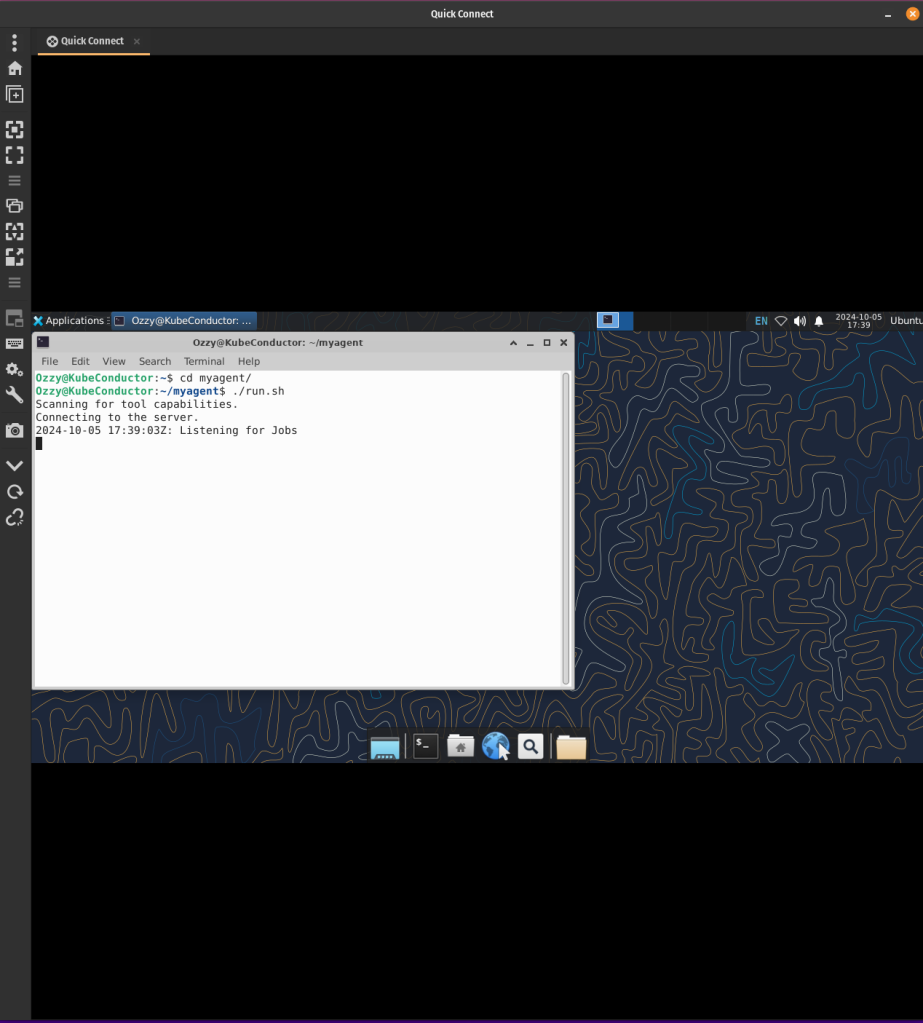 Quick Connect
Quick Connect
Applications
Ozzy@KubeConductor: ...
EN
2024-10-05
17:39
Ubuntu
Ozzy@KubeConductor: ~/myagent
File Edit View Search Terminal Help
Ozzy@KubeConductor:~$ cd myagent/
Ozzy@KubeConductor:~/myagent$ ./run.sh
Scanning for tool capabilities.
Connecting to the server.
2024-10-05 17:39:03Z: Listening for Jobs
$_